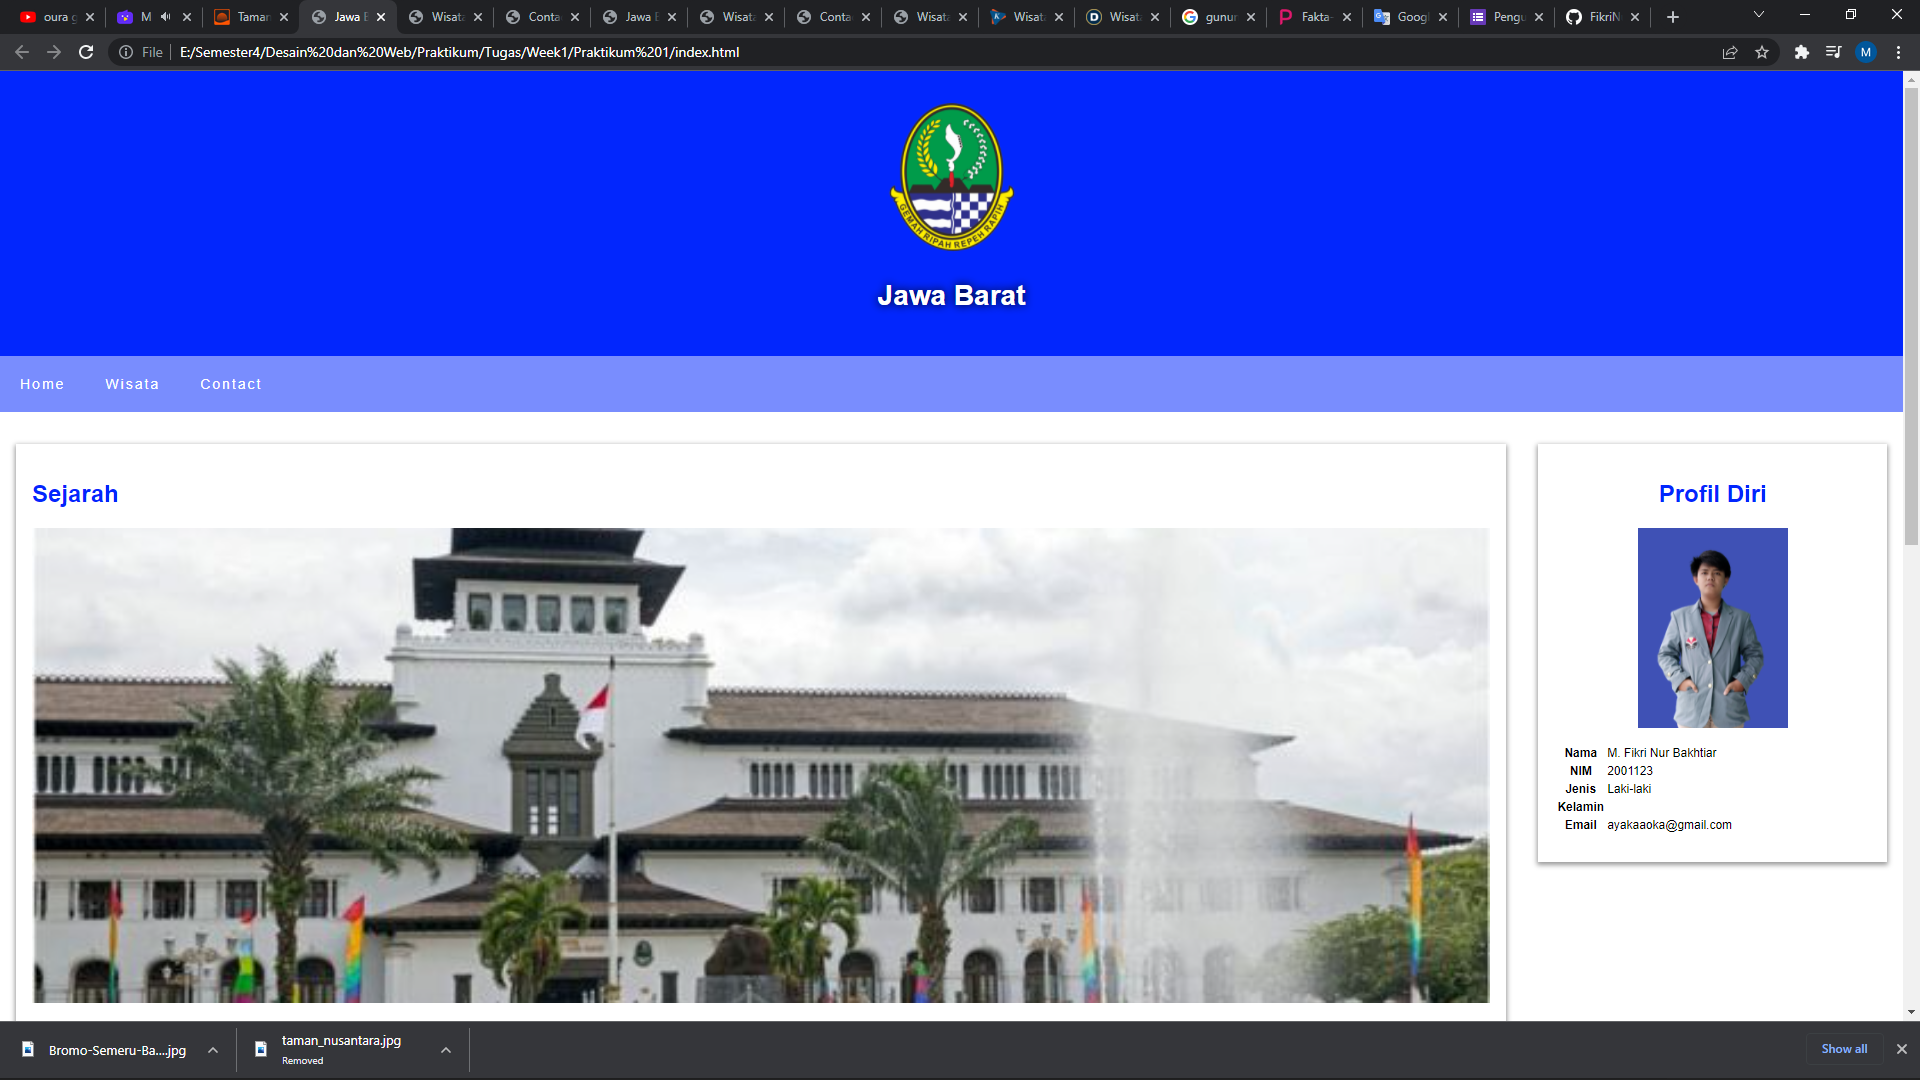 oura g
M
Taman
Jawa B
Wisata
Conta
Jawa B
Wisata
Conta
Wisata
Wisata
Wisata
gunun
Fakta-
Googl
Pengu
FikriN
File
E:/Semester4/Desain%20dan%20Web/Praktikum/Tugas/Week1/Praktikum%201/index.html
M
GEMAH RIPAH REPEH RAPIH
Jawa Barat
Home Wisata Contact
Sejarah
Profil Diri
Nama M. Fikri Nur Bakhtiar
NIM 2001123
Jenis Laki-laki
Kelamin
Email ayakaaoka@gmail.com
Bromo-Semeru-Ba....jpg
taman_nusantara.jpg
Removed
Show all